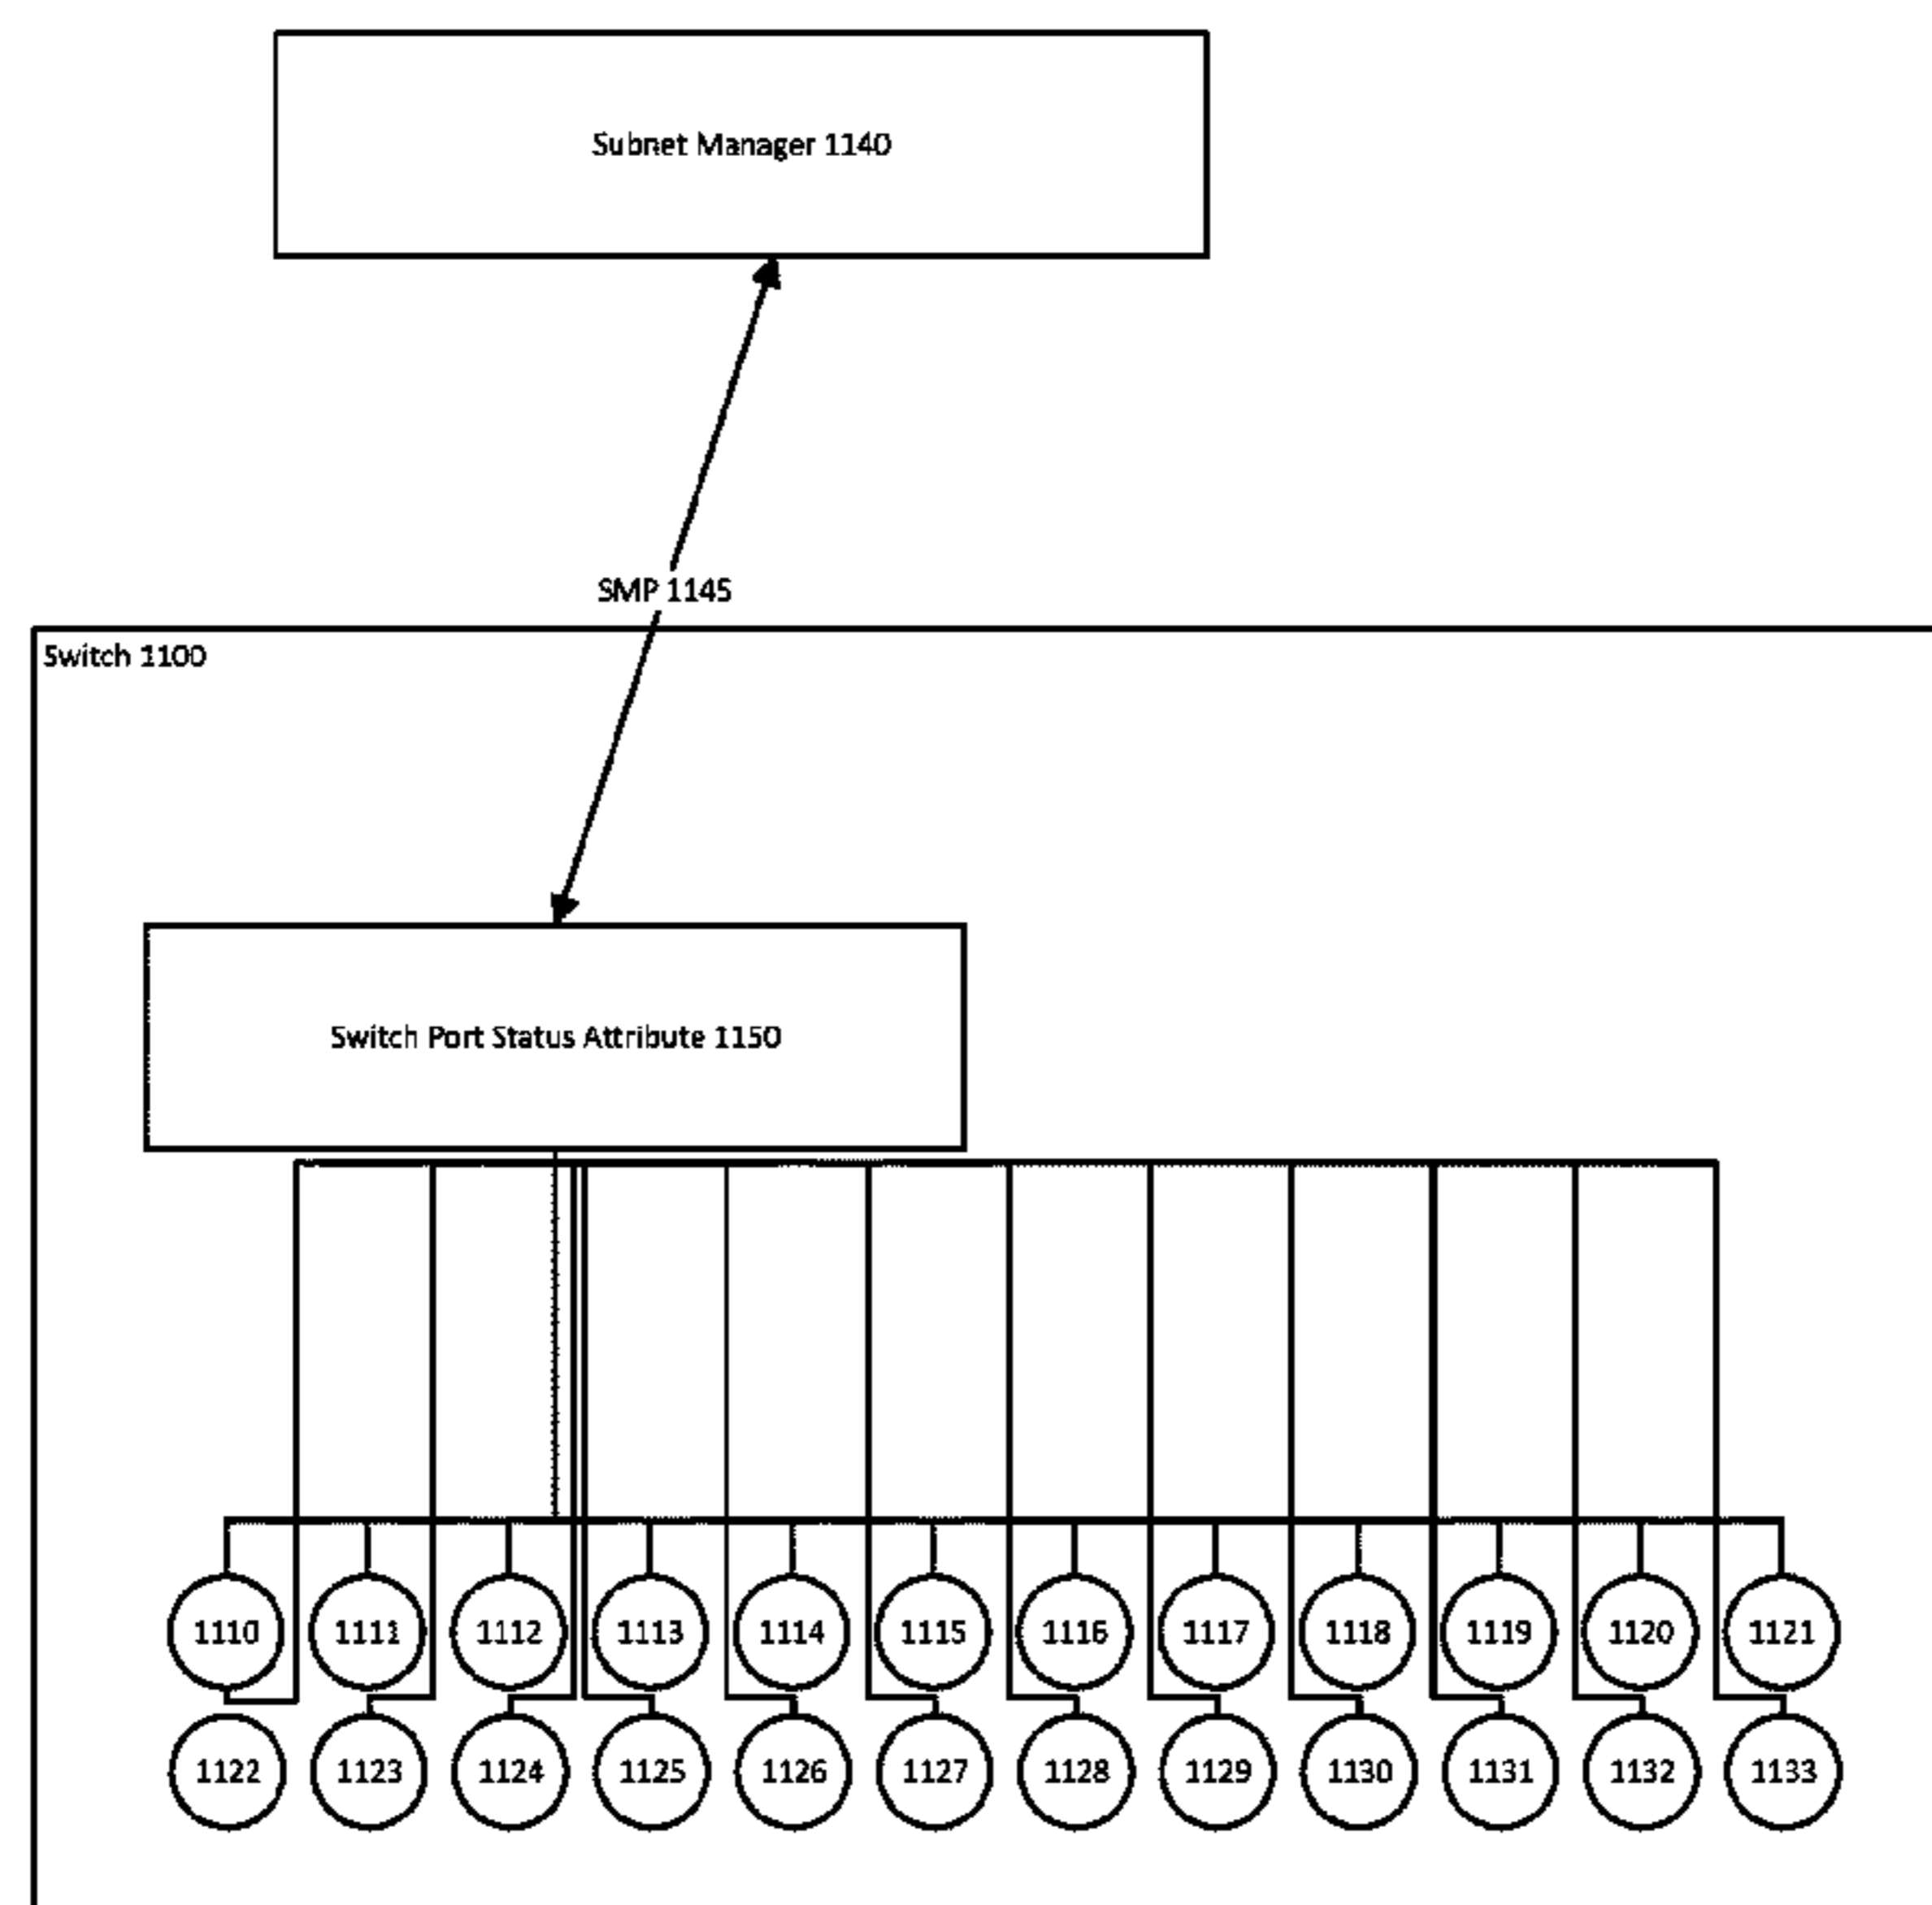 Subnet Manager 1140
SMP 1145
Switch 1100
Switch Port Status Attribute 1150
1110 1111 1112 1113 1114 1115 1116 1117 1118 1119 1120 1121
1122 1123 1124 1125 1126 1127 1128 1129 1130 1131 1132 1133